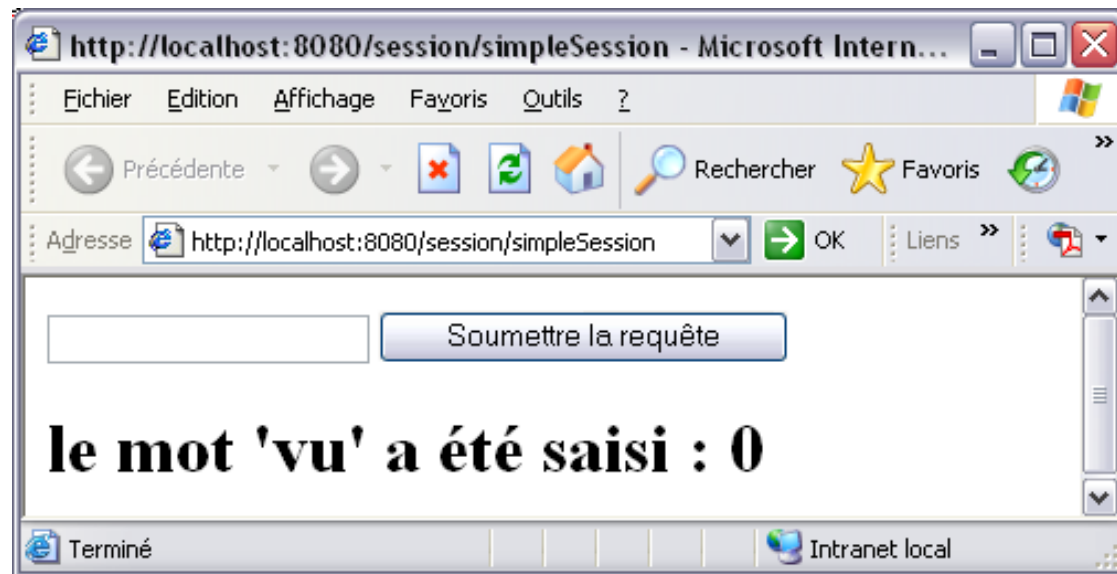 http://localhost:8080/session/simpleSession - Microsoft Intern...
Fichier Edition Affichage Favoris Outils ?
Précédente Rechercher Favoris »
Adresse http://localhost:8080/session/simpleSession OK Liens »
Soumettre la requête
le mot 'vu' a été saisi : 0
Terminé Intranet local